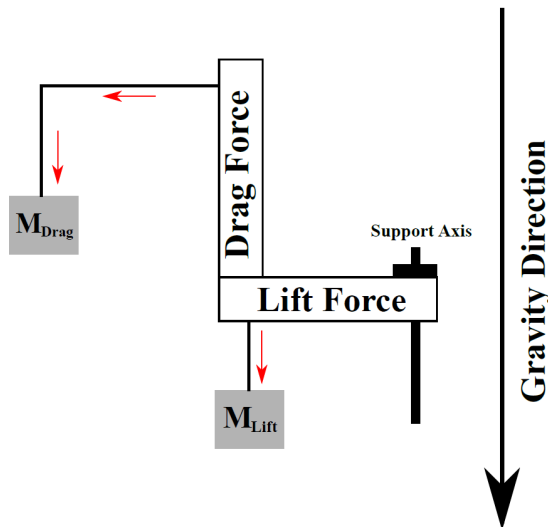 Drag Force
M_Drag
Support Axis
Lift Force
M_Lift
Gravity Direction